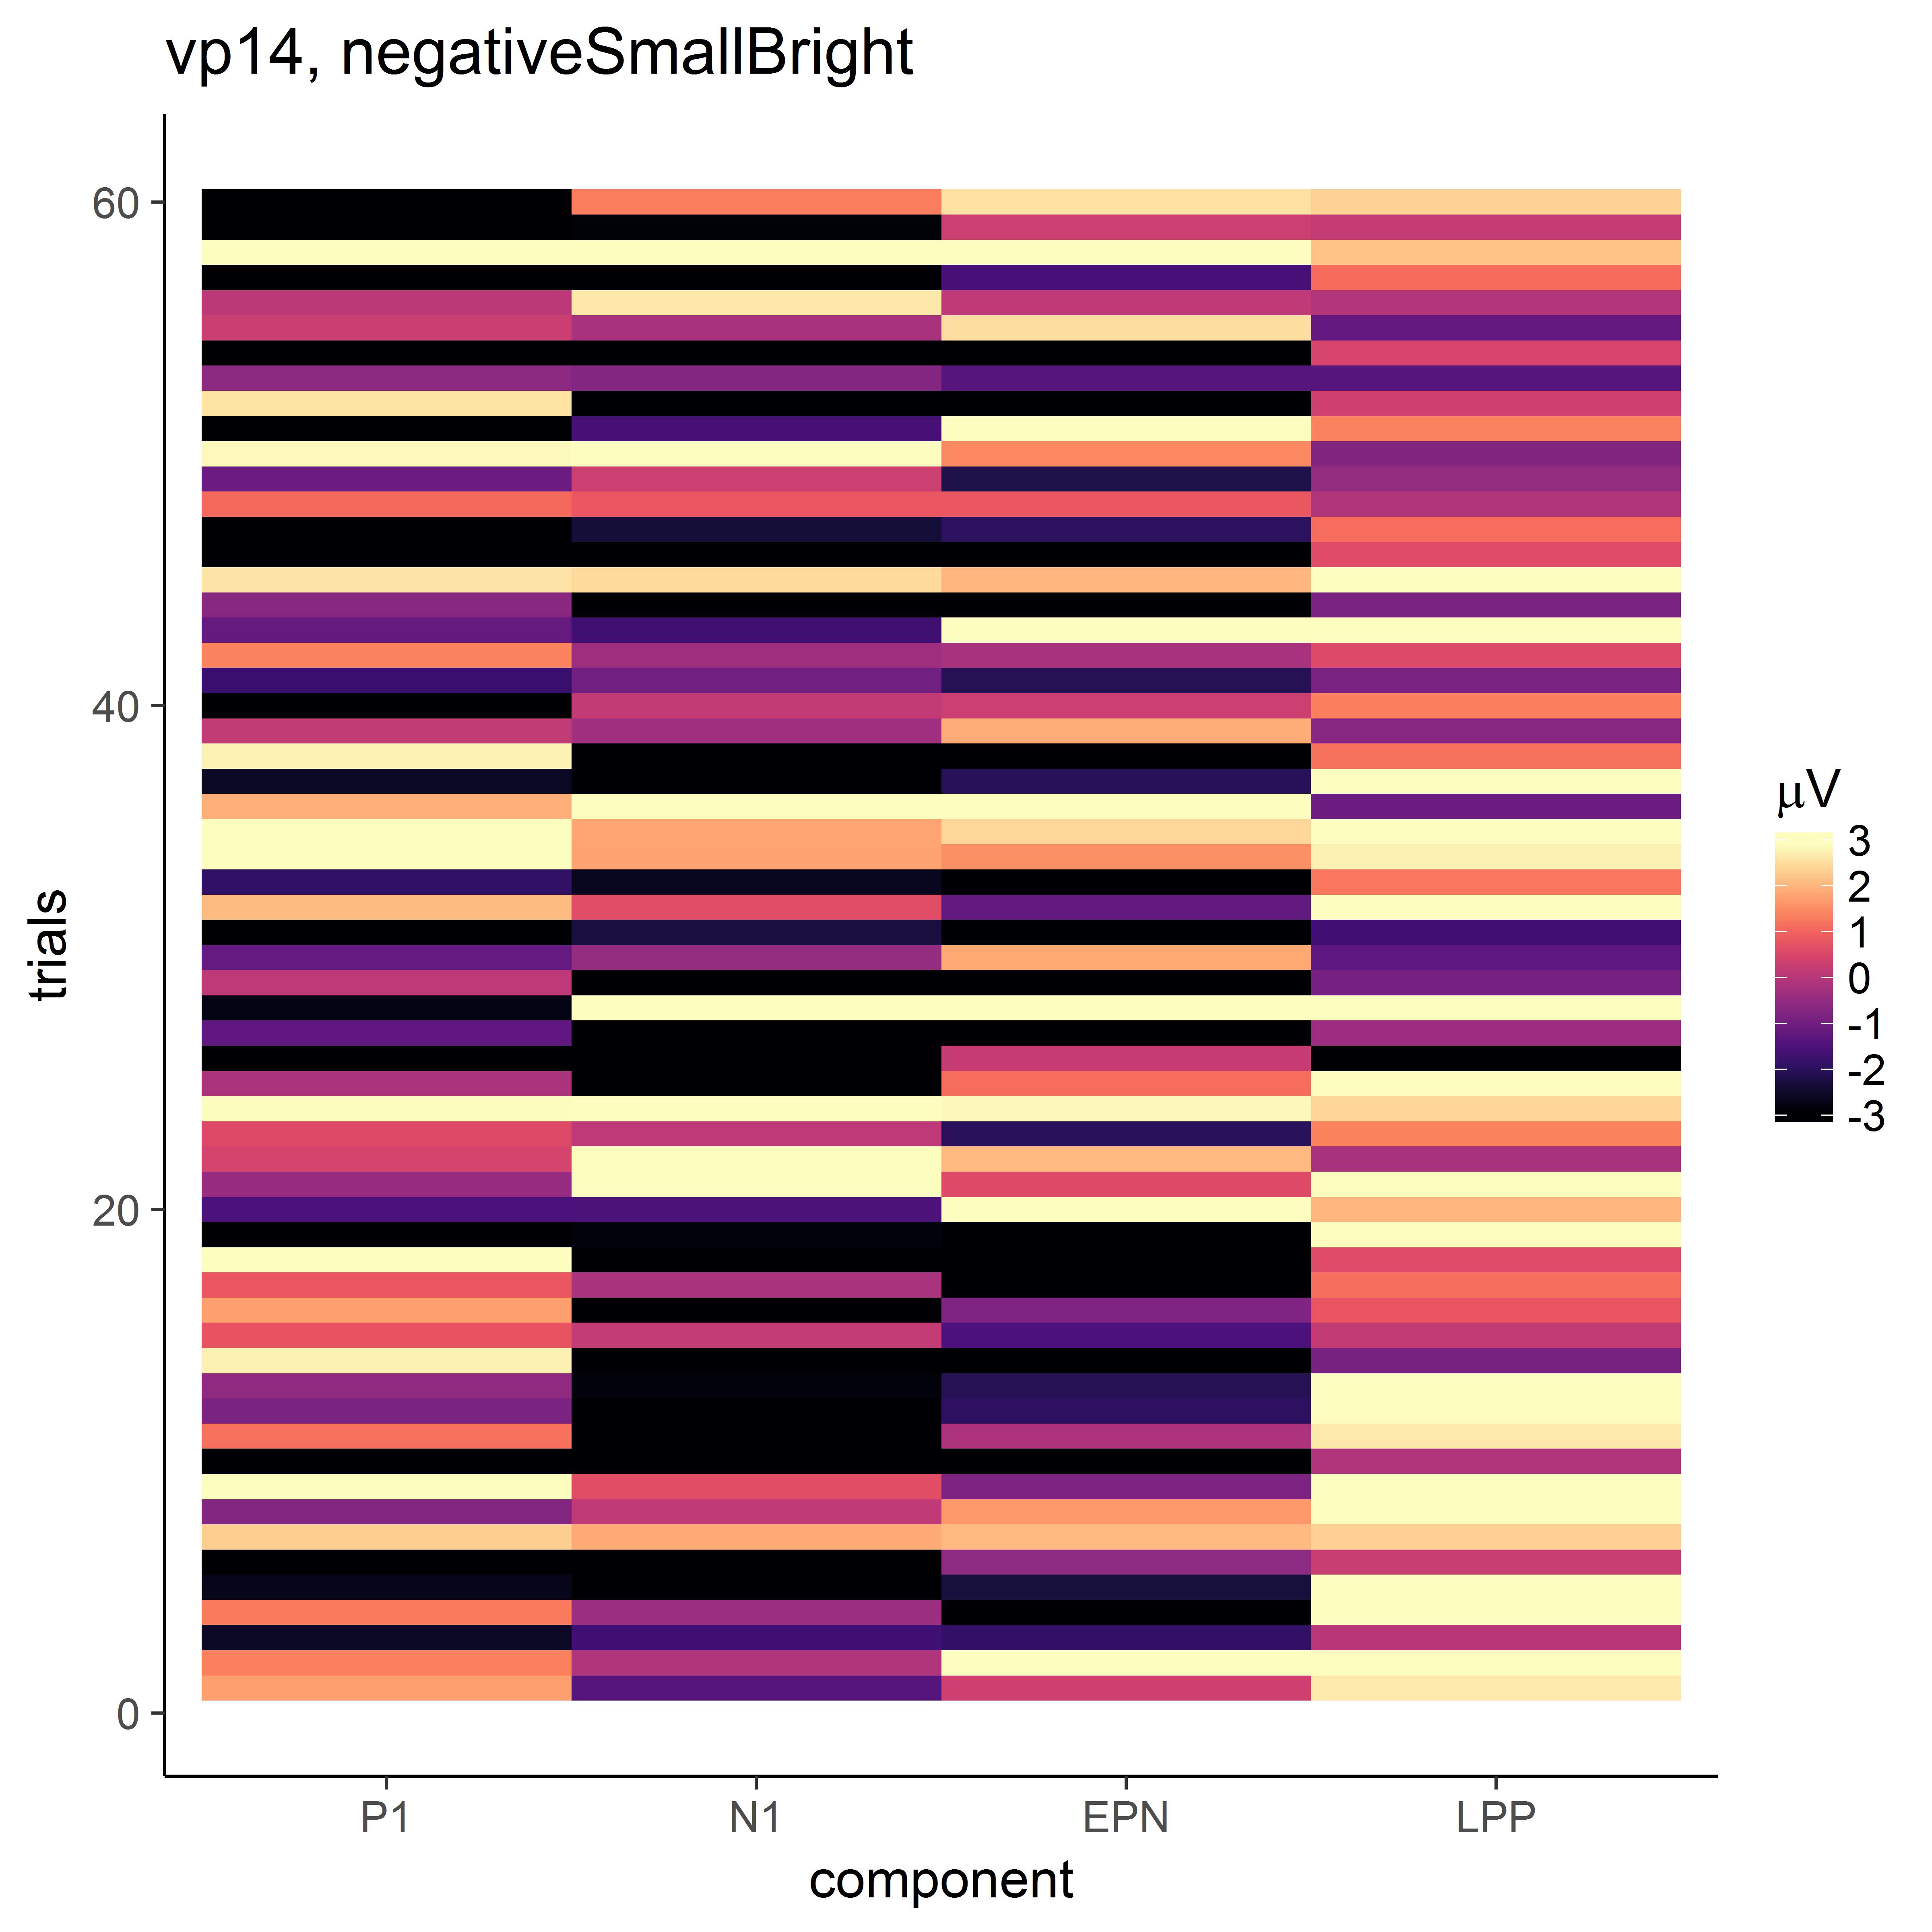 vp14, negativeSmallBright
60
40
20
0
trials
P1 N1 EPN LPP
component
μV
3
2
1
0
-1
-2
-3